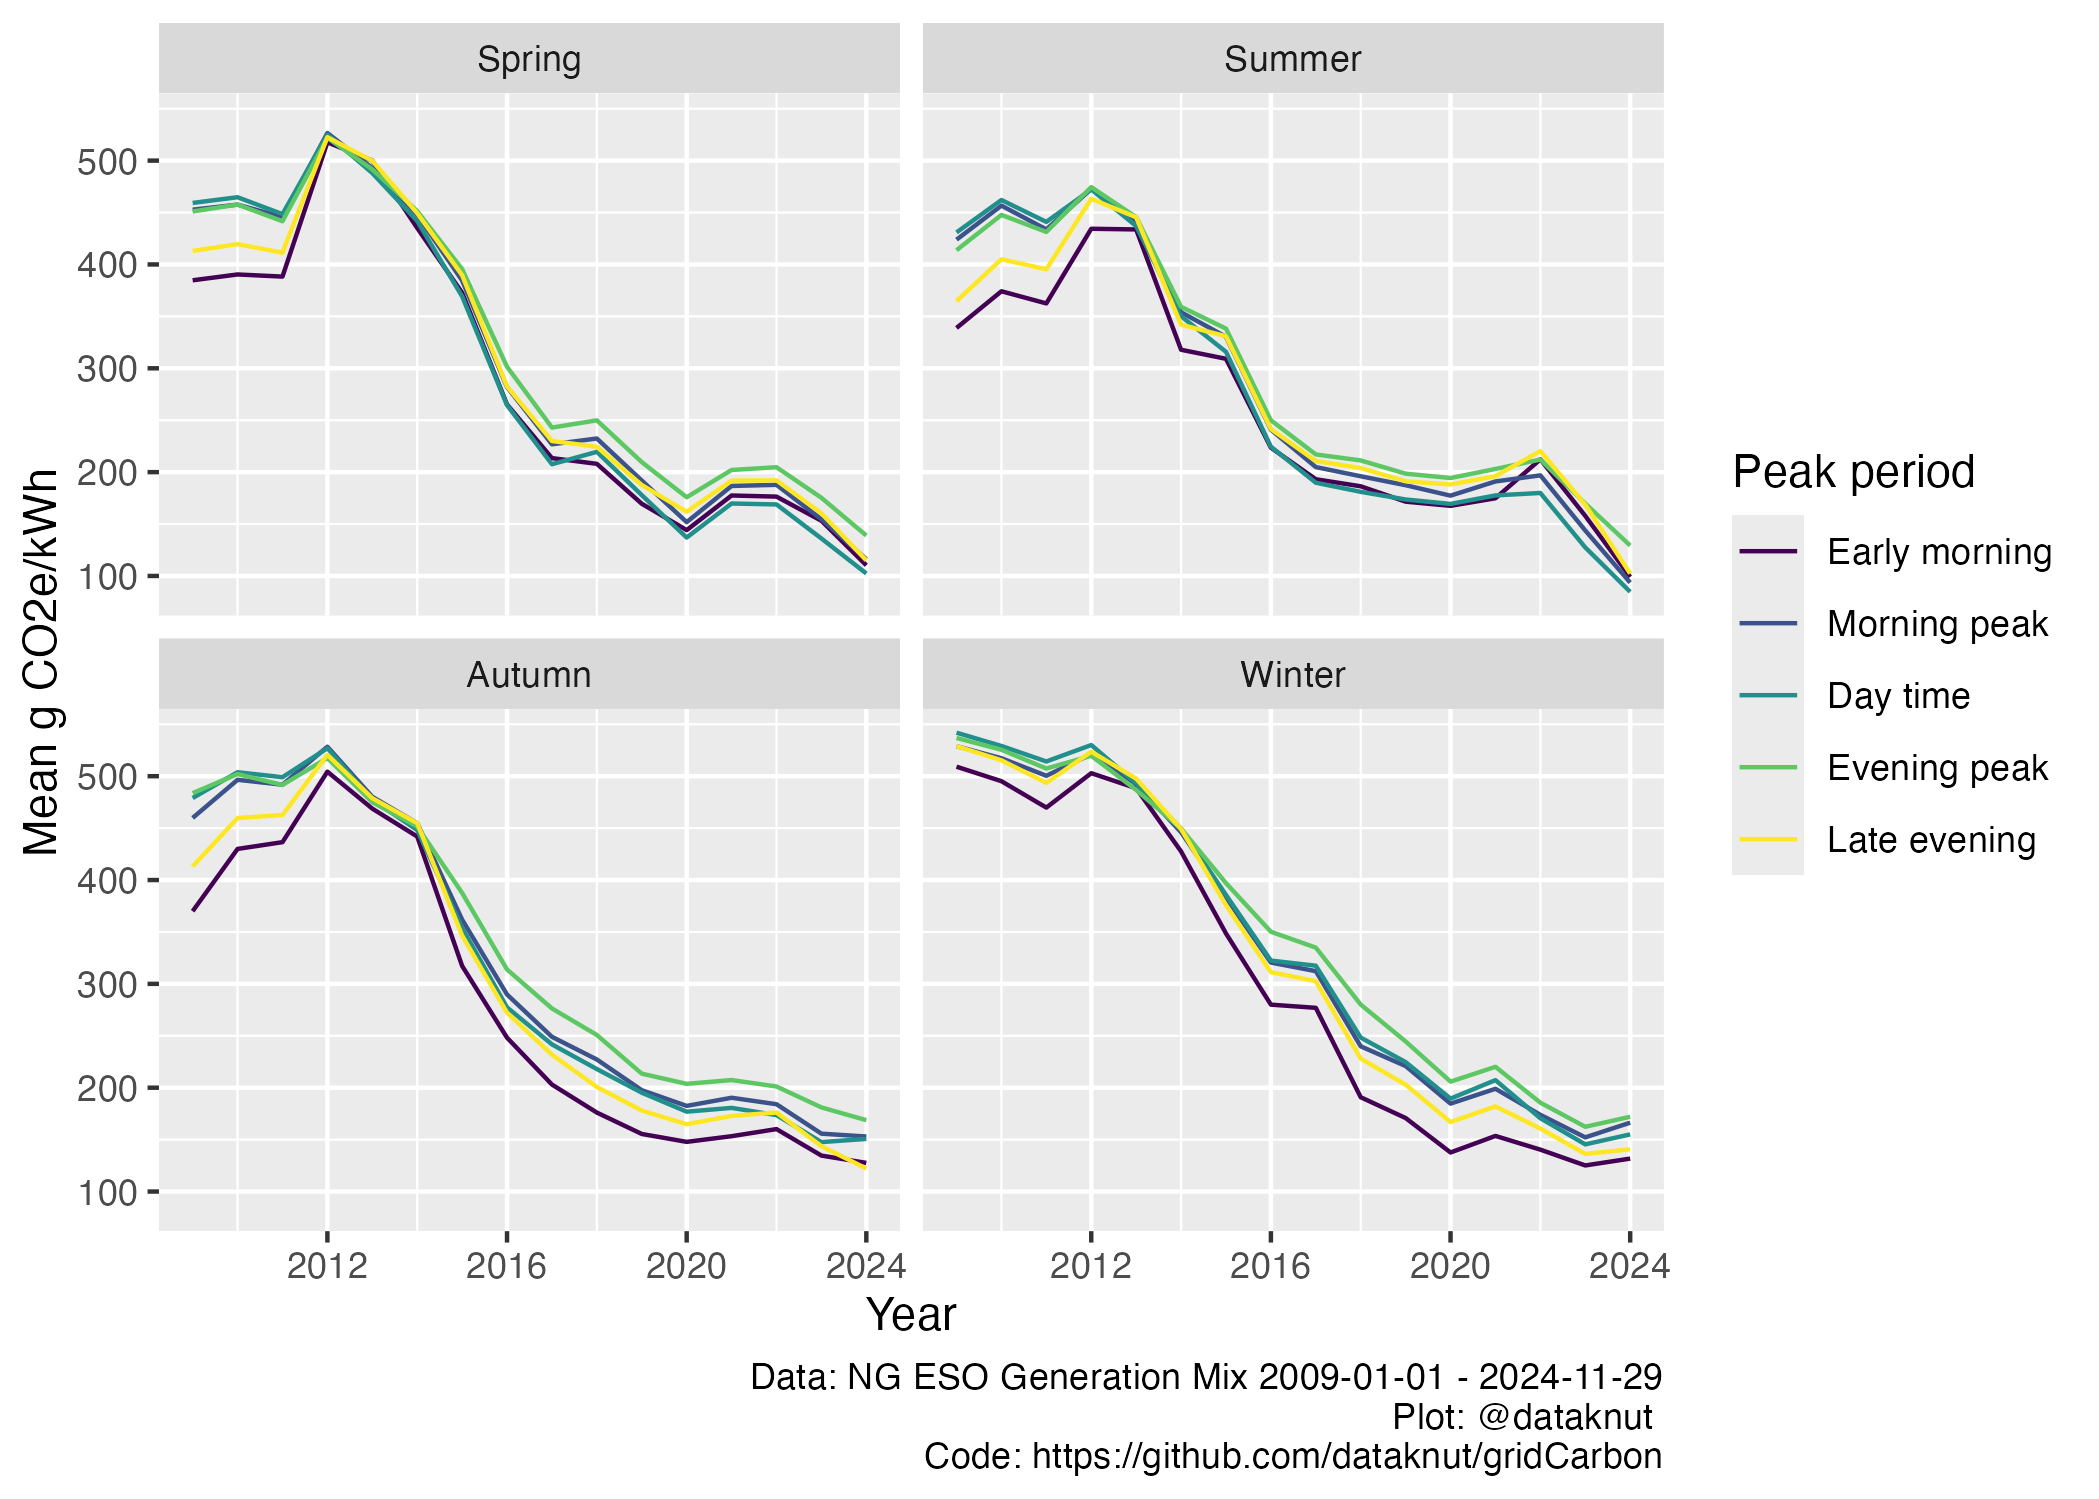 Spring
Summer
500
400
300
200
100
Autumn
Winter
500
400
300
200
100
2012
2016
2020
2024
2012
2016
2020
2024
Mean g CO2e/kWh
Year
Peak period
Early morning
Morning peak
Day time
Evening peak
Late evening
Data: NG ESO Generation Mix 2009-01-01 - 2024-11-29
Plot: @dataknut
Code: https://github.com/dataknut/gridCarbon